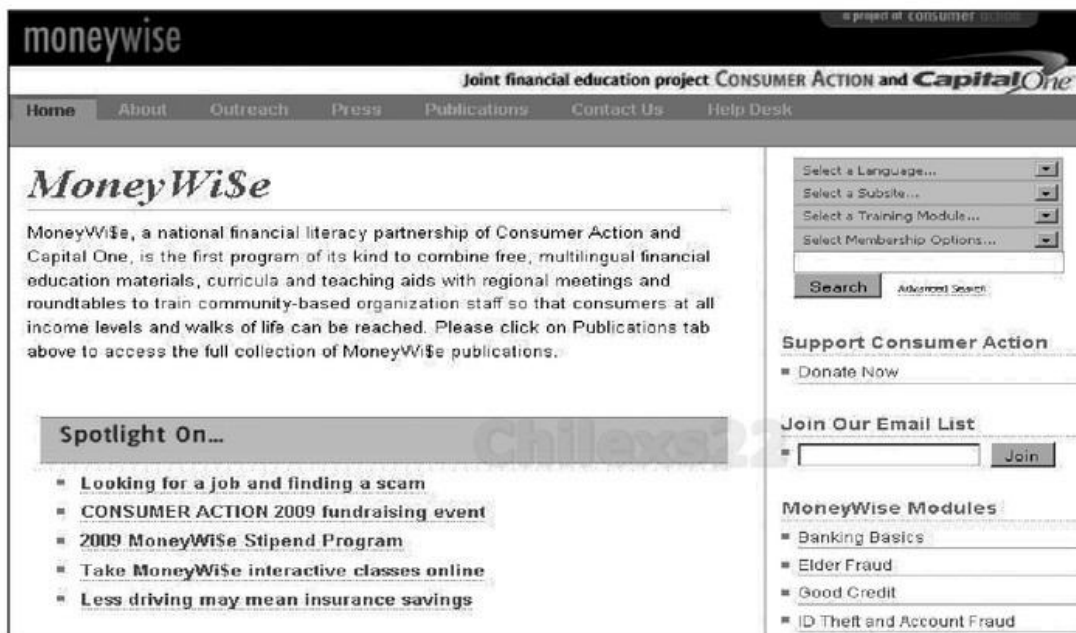 a project of consumer action
moneywise
Joint financial education project CONSUMER ACTION and Capital One
Home About Outreach Press Publications Contact Us Help Desk
MoneyWi$e
MoneyWi$e, a national financial literacy partnership of Consumer Action and
Capital One, is the first program of its kind to combine free, multilingual financial
education materials, curricula and teaching aids with regional meetings and
roundtables to train community-based organization staff so that consumers at all
income levels and walks of life can be reached. Please click on Publications tab
above to access the full collection of MoneyWi$e publications.
Spotlight On...
Looking for a job and finding a scam
CONSUMER ACTION 2009 fundraising event
2009 MoneyWi$e Stipend Program
Take MoneyWi$e interactive classes online
Less driving may mean insurance savings
Chilexs22
Select a Language...
Select a Subsite...
Select a Training Module...
Select Membership Options...
Search Advanced Search
Support Consumer Action
Donate Now
Join Our Email List
Join
MoneyWise Modules
Banking Basics
Elder Fraud
Good Credit
ID Theft and Account Fraud